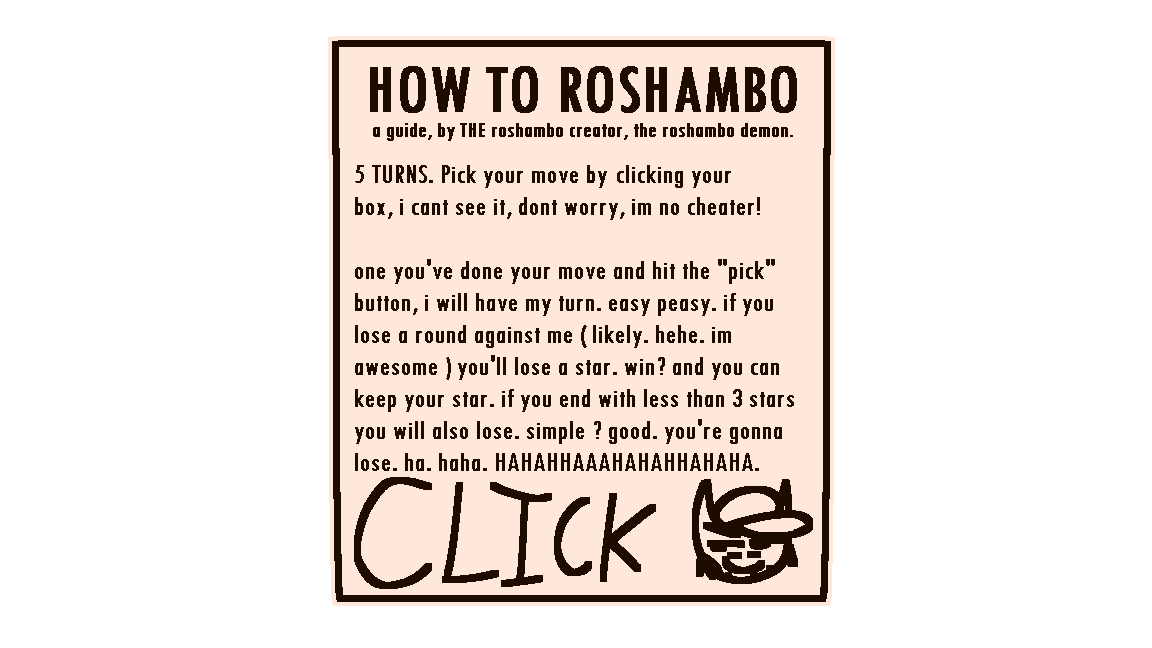 HOW TO ROSHAMBO
a guide, by THE roshambo creator, the roshambo demon.
5 TURNS. Pick your move by clicking your
box, i cant see it, dont worry, im no cheater!
one you've done your move and hit the "pick"
button, i will have my turn. easy peasy. if you
lose a round against me ( likely. hehe. im
awesome ) you'll lose a star. win? and you can
keep your star. if you end with less than 3 stars
you will also lose. simple ? good. you're gonna
lose. ha. haha. HAHAHHAAAHAHAHHAHAHA.
CLICK